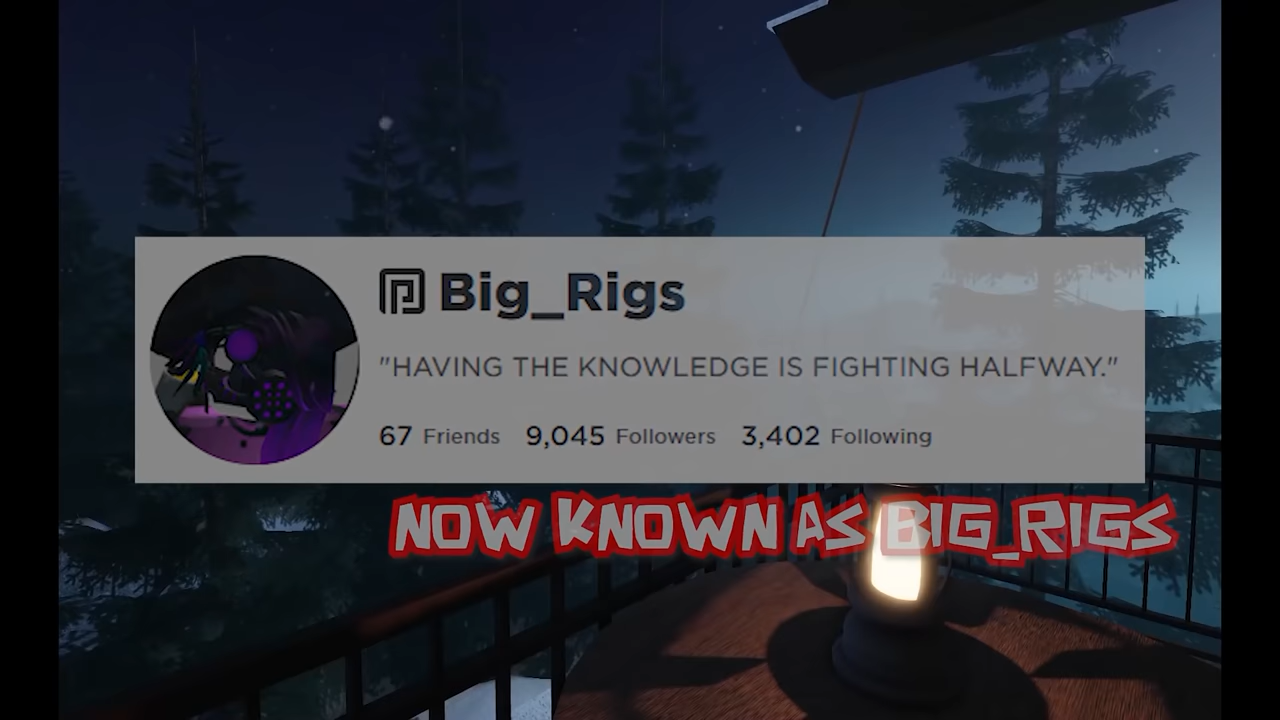 Big_Rigs
"HAVING THE KNOWLEDGE IS FIGHTING HALFWAY."
67 Friends 9,045 Followers 3,402 Following
NOW KNOWN AS BIG_RIGS